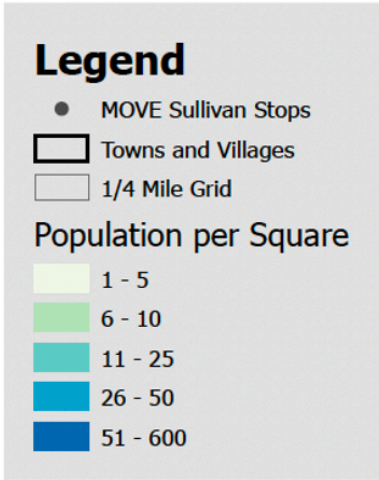 Legend
MOVE Sullivan Stops
Towns and Villages
1/4 Mile Grid
Population per Square
1 - 5
6 - 10
11 - 25
26 - 50
51 - 600